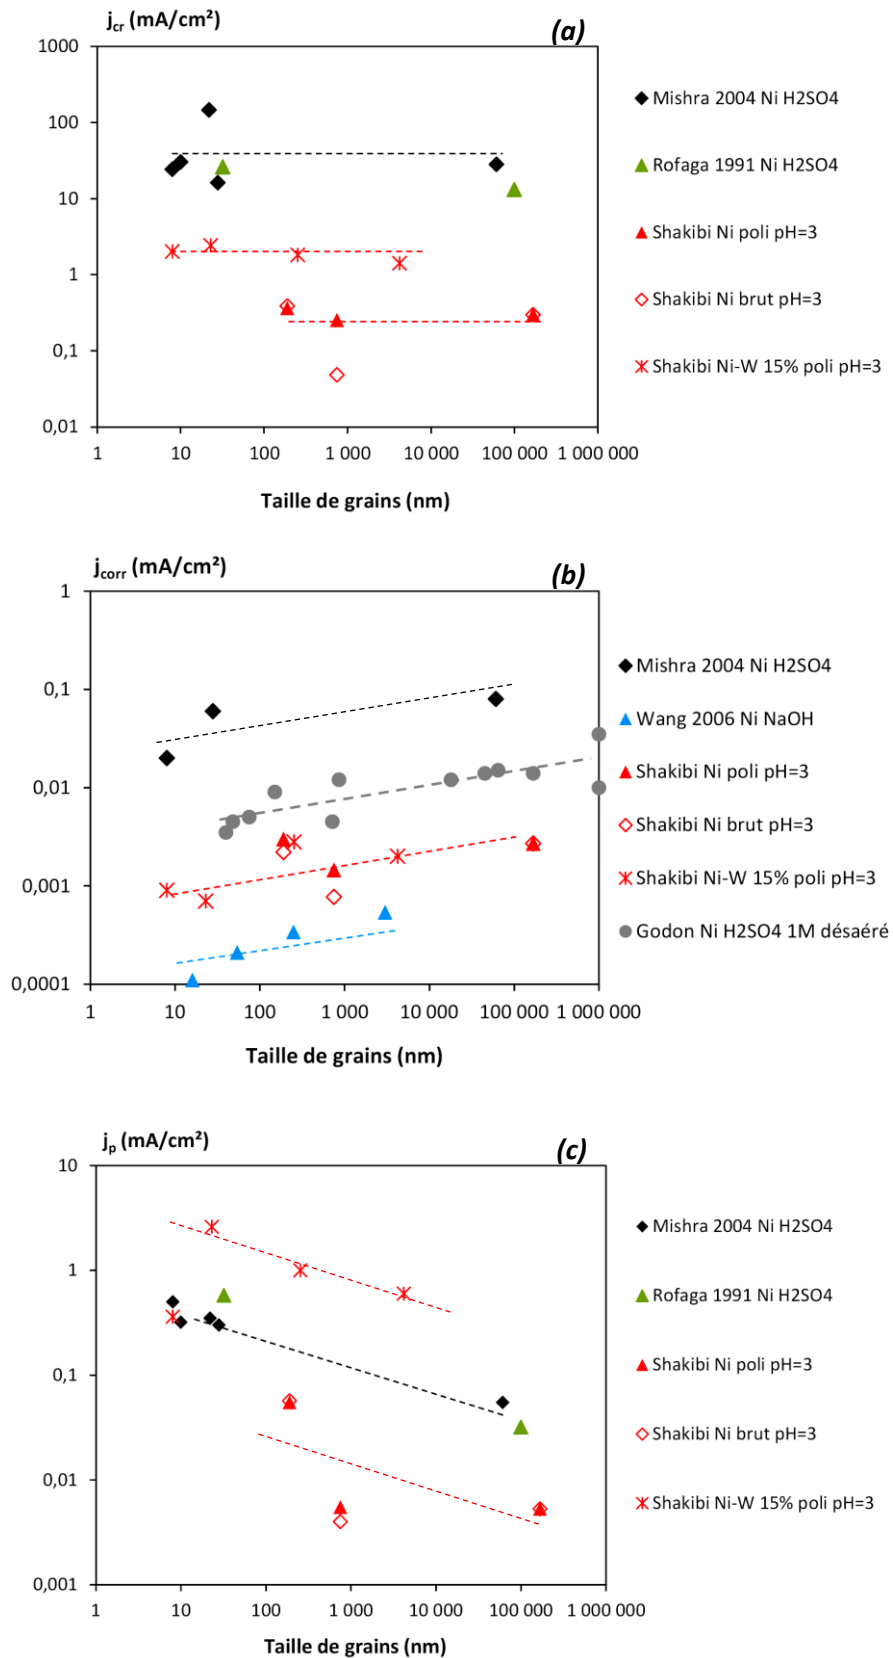 j_cr (mA/cm²)
(a)
1000
100
10
1
0,1
0,01
1 10 100 1 000 10 000 100 000 1 000 000
Taille de grains (nm)
Mishra 2004 Ni H2SO4
Rofaga 1991 Ni H2SO4
Shakibi Ni poli pH=3
Shakibi Ni brut pH=3
Shakibi Ni-W 15% poli pH=3
j_corr (mA/cm²)
(b)
1
0,1
0,01
0,001
0,0001
1 10 100 1 000 10 000 100 000 1 000 000
Taille de grains (nm)
Mishra 2004 Ni H2SO4
Wang 2006 Ni NaOH
Shakibi Ni poli pH=3
Shakibi Ni brut pH=3
Shakibi Ni-W 15% poli pH=3
Godon Ni H2SO4 1M désaéré
j_p (mA/cm²)
(c)
10
1
0,1
0,01
0,001
1 10 100 1 000 10 000 100 000 1 000 000
Taille de grains (nm)
Mishra 2004 Ni H2SO4
Rofaga 1991 Ni H2SO4
Shakibi Ni poli pH=3
Shakibi Ni brut pH=3
Shakibi Ni-W 15% poli pH=3